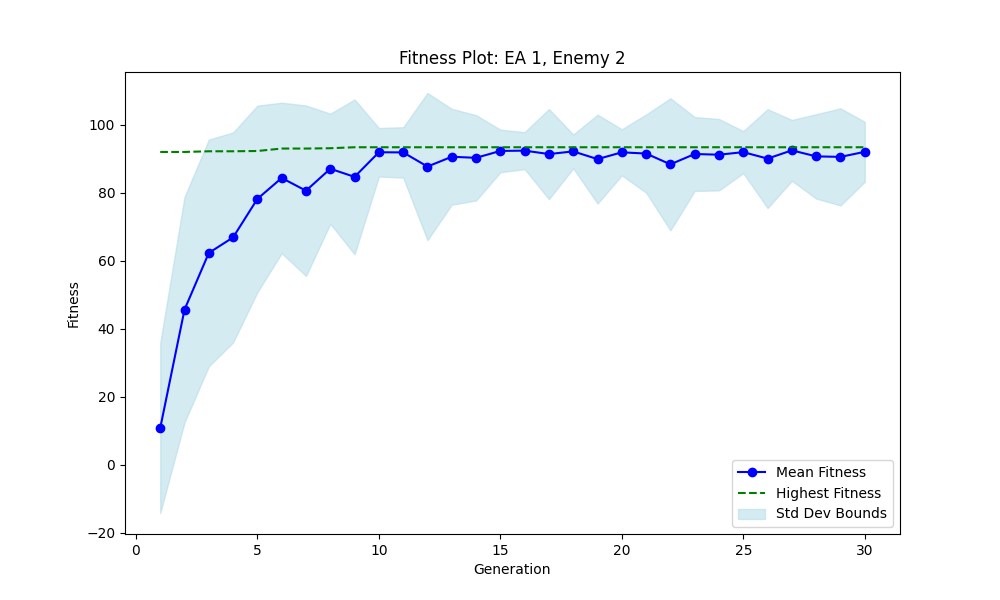 Fitness Plot: EA 1, Enemy 2
Fitness
100
80
60
40
20
0
−20
0 5 10 15 20 25 30
Generation
Mean Fitness
Highest Fitness
Std Dev Bounds